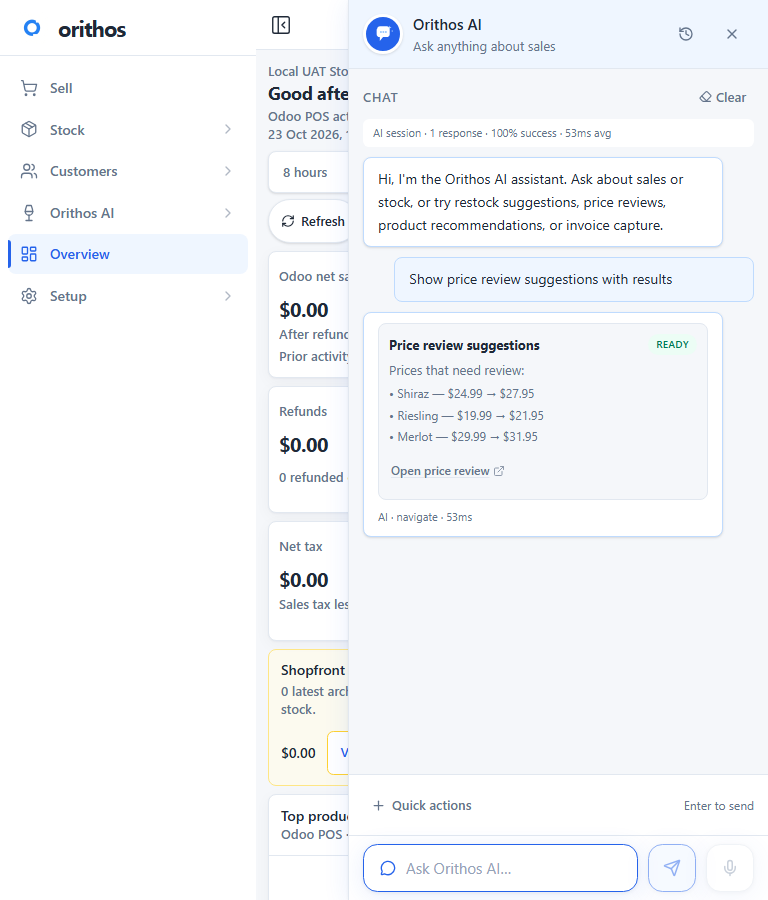 orithos
Sell
Stock
Customers
Orithos AI
Overview
Setup
Local UAT Sto
Good afte
Odoo POS act
23 Oct 2026,
8 hours
Refresh
Odoo net sa
$0.00
After refund
Prior activity
Refunds
$0.00
0 refunded
Net tax
$0.00
Sales tax les
Shopfront
0 latest arch
stock.
$0.00
V
Top produ
Odoo POS ·
Orithos AI
Ask anything about sales
CHAT
Clear
AI session · 1 response · 100% success · 53ms avg
Hi, I'm the Orithos AI assistant. Ask about sales or
stock, or try restock suggestions, price reviews,
product recommendations, or invoice capture.
Show price review suggestions with results
Price review suggestions
READY
Prices that need review:
• Shiraz — $24.99 → $27.95
• Riesling — $19.99 → $21.95
• Merlot — $29.99 → $31.95
Open price review
AI · navigate · 53ms
Quick actions
Enter to send
Ask Orithos AI...